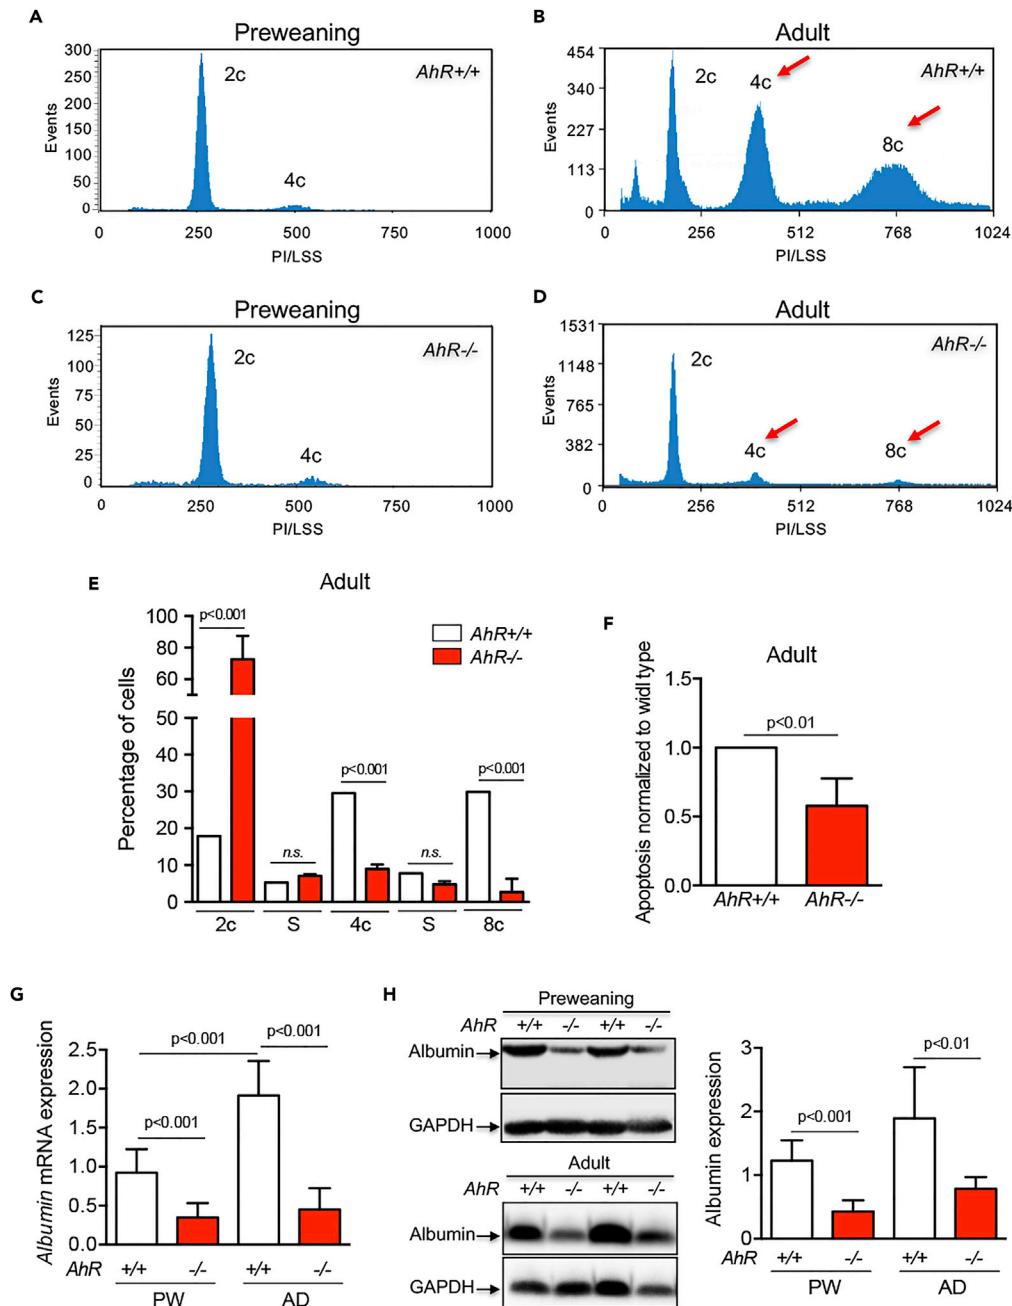 A
Preweaning
AhR+/+
2c
4c
Events
300
250
200
150
100
50
0
0 250 500 750 1000
PI/LSS
B
Adult
AhR+/+
2c
4c
8c
Events
454
340
227
113
0
0 256 512 768 1024
PI/LSS
C
Preweaning
AhR-/-
2c
4c
Events
125
100
75
50
25
0
0 250 500 750 1000
PI/LSS
D
Adult
AhR-/-
2c
4c
8c
Events
1531
1148
765
382
0
0 256 512 768 1024
PI/LSS
E
Adult
AhR+/+
AhR-/-
Percentage of cells
100
80
60
50
40
30
20
10
0
p<0.001
n.s.
p<0.001
n.s.
p<0.001
2c S 4c S 8c
F
Adult
Apoptosis normalized to widl type
1.5
1.0
0.5
0.0
p<0.01
AhR+/+ AhR-/-
G
Albumin mRNA expression
2.5
2.0
1.5
1.0
0.5
0.0
p<0.001
p<0.001
p<0.001
AhR +/+ -/- +/+ -/-
PW AD
H
Preweaning
AhR +/+ -/- +/+ -/-
Albumin
GAPDH
Adult
AhR +/+ -/- +/+ -/-
Albumin
GAPDH
Albumin expression
3
2
1
0
p<0.001
p<0.01
AhR +/+ -/- +/+ -/-
PW AD